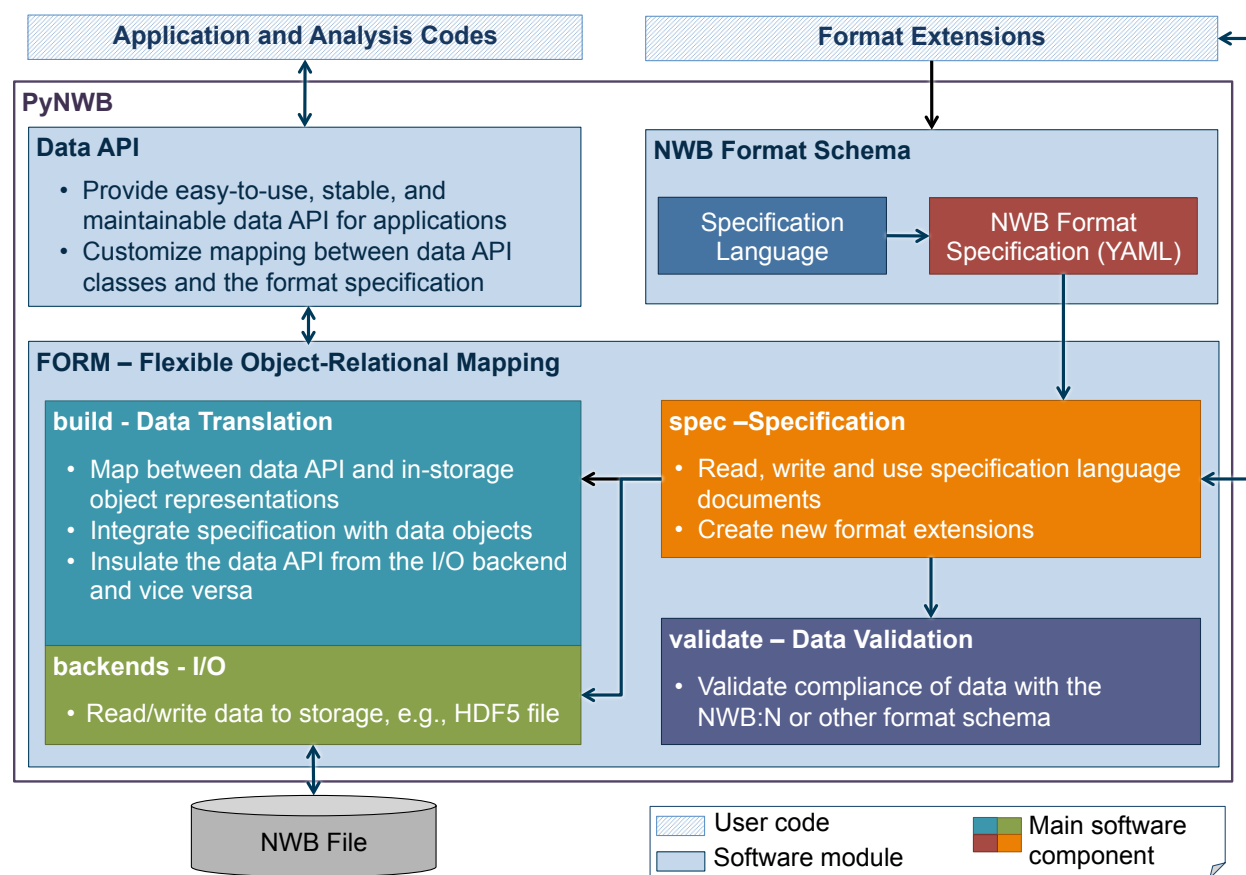 Application and Analysis Codes
Format Extensions
PyNWB
Data API
• Provide easy-to-use, stable, and
maintainable data API for applications
• Customize mapping between data API
classes and the format specification
NWB Format Schema
Specification
Language
NWB Format
Specification (YAML)
FORM – Flexible Object-Relational Mapping
build - Data Translation
• Map between data API and in-storage
object representations
• Integrate specification with data objects
• Insulate the data API from the I/O backend
and vice versa
spec –Specification
• Read, write and use specification language
documents
• Create new format extensions
backends - I/O
• Read/write data to storage, e.g., HDF5 file
validate – Data Validation
• Validate compliance of data with the
NWB:N or other format schema
NWB File
User code
Software module
Main software
component